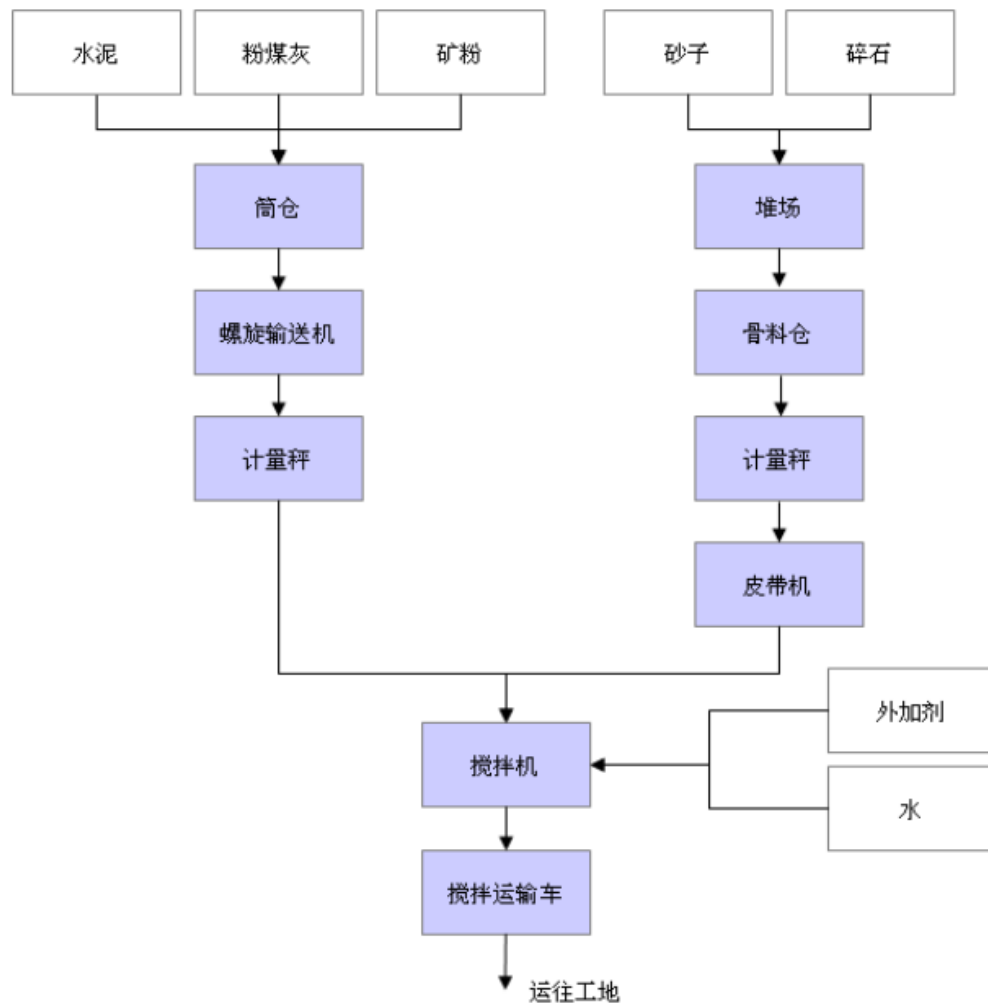 水泥
粉煤灰
矿粉
砂子
碎石
筒仓
堆场
螺旋输送机
骨料仓
计量秤
计量秤
皮带机
外加剂
搅拌机
水
搅拌运输车
运往工地